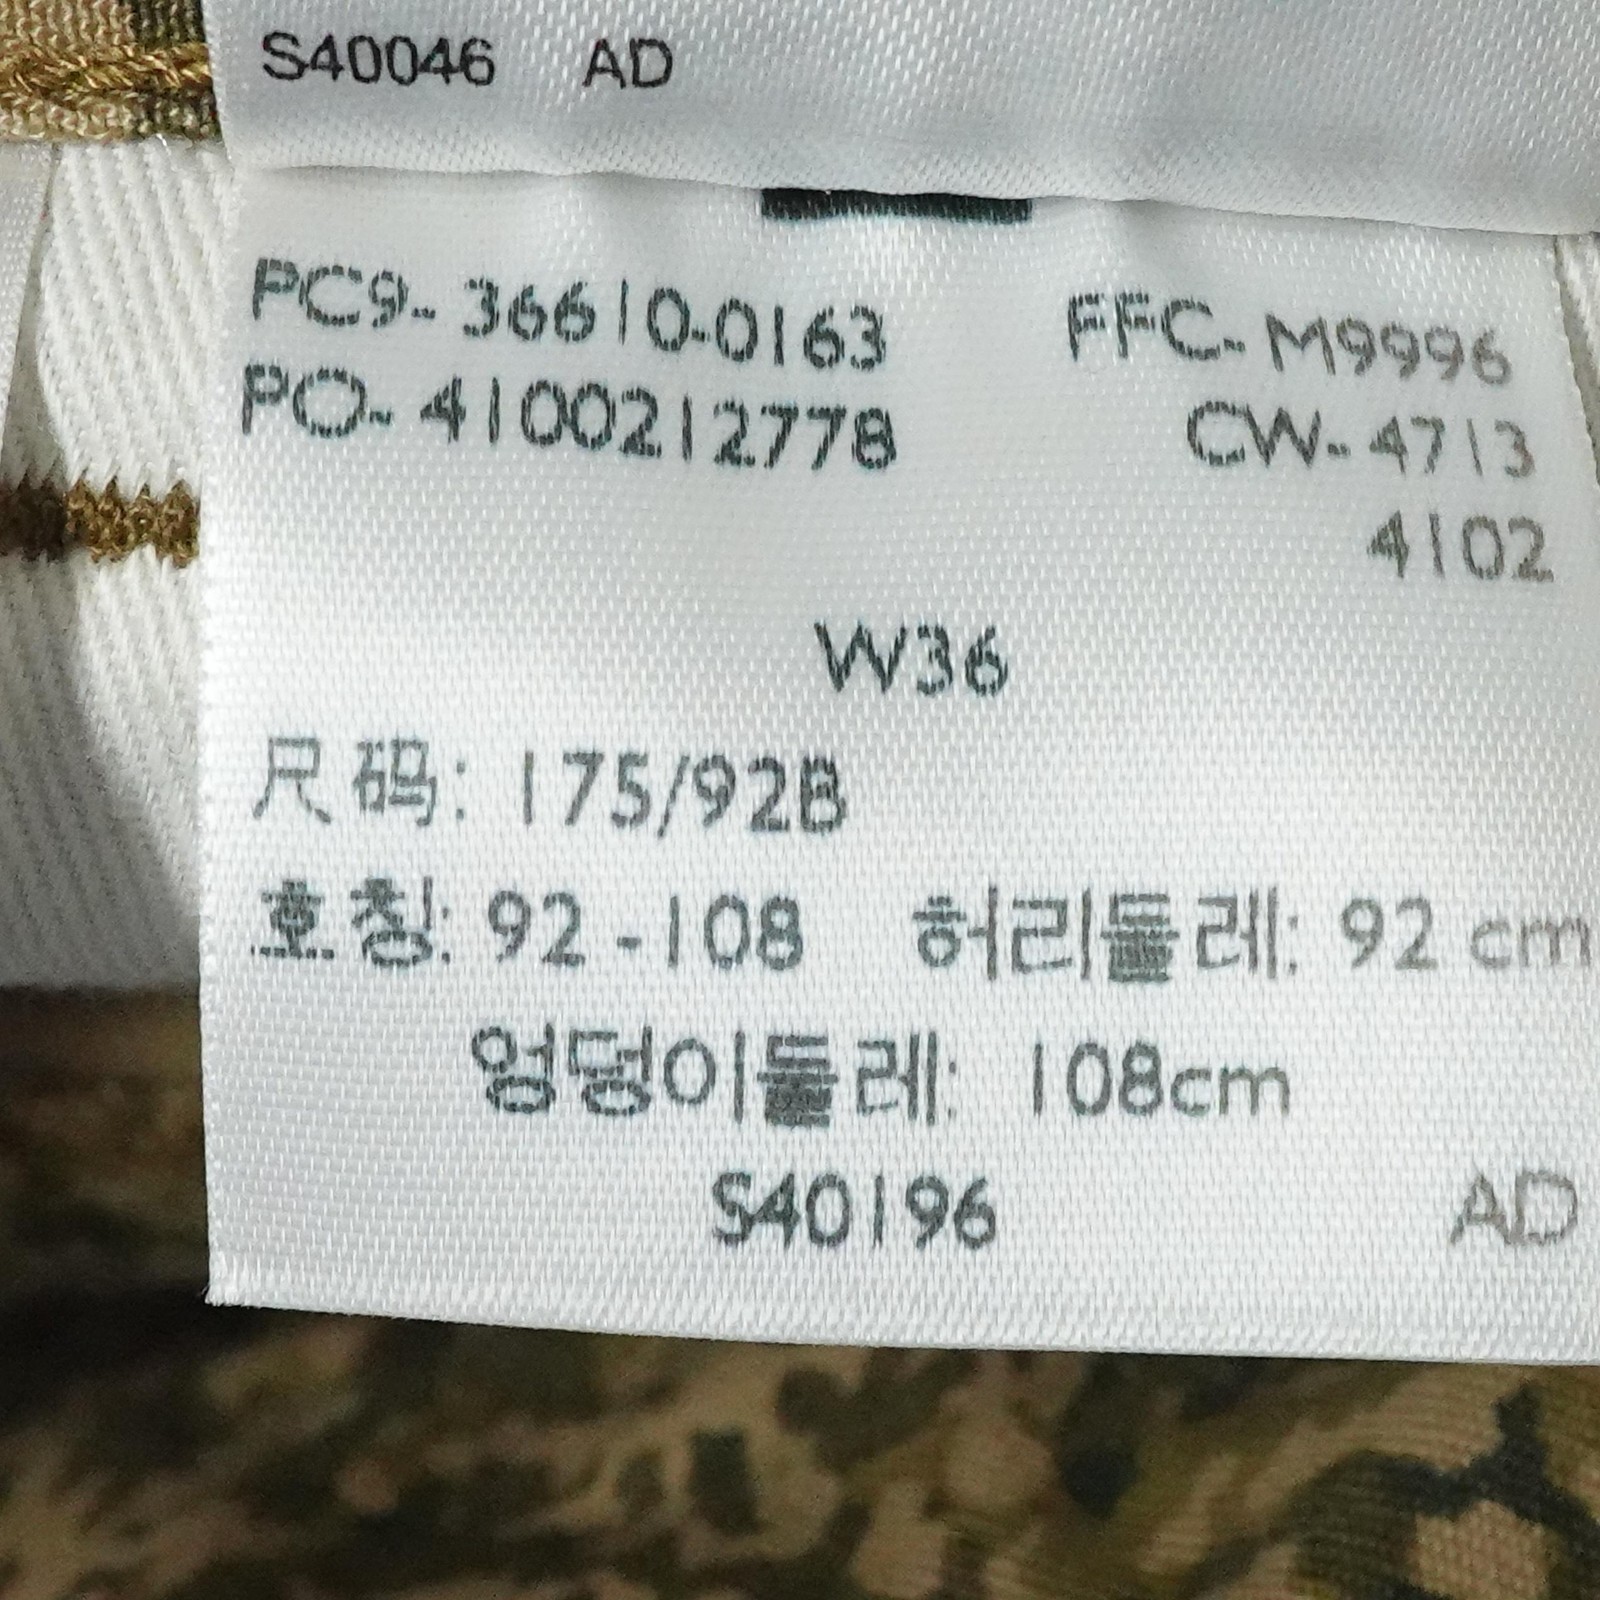 S40046 AD
PC9-36610-0163 FFC-M9996
PO-4100212778 CW-4713
4102
W36
尺码: 175/92B
호칭: 92-108 허리둘레: 92 cm
엉덩이둘레: 108cm
S40196 AD